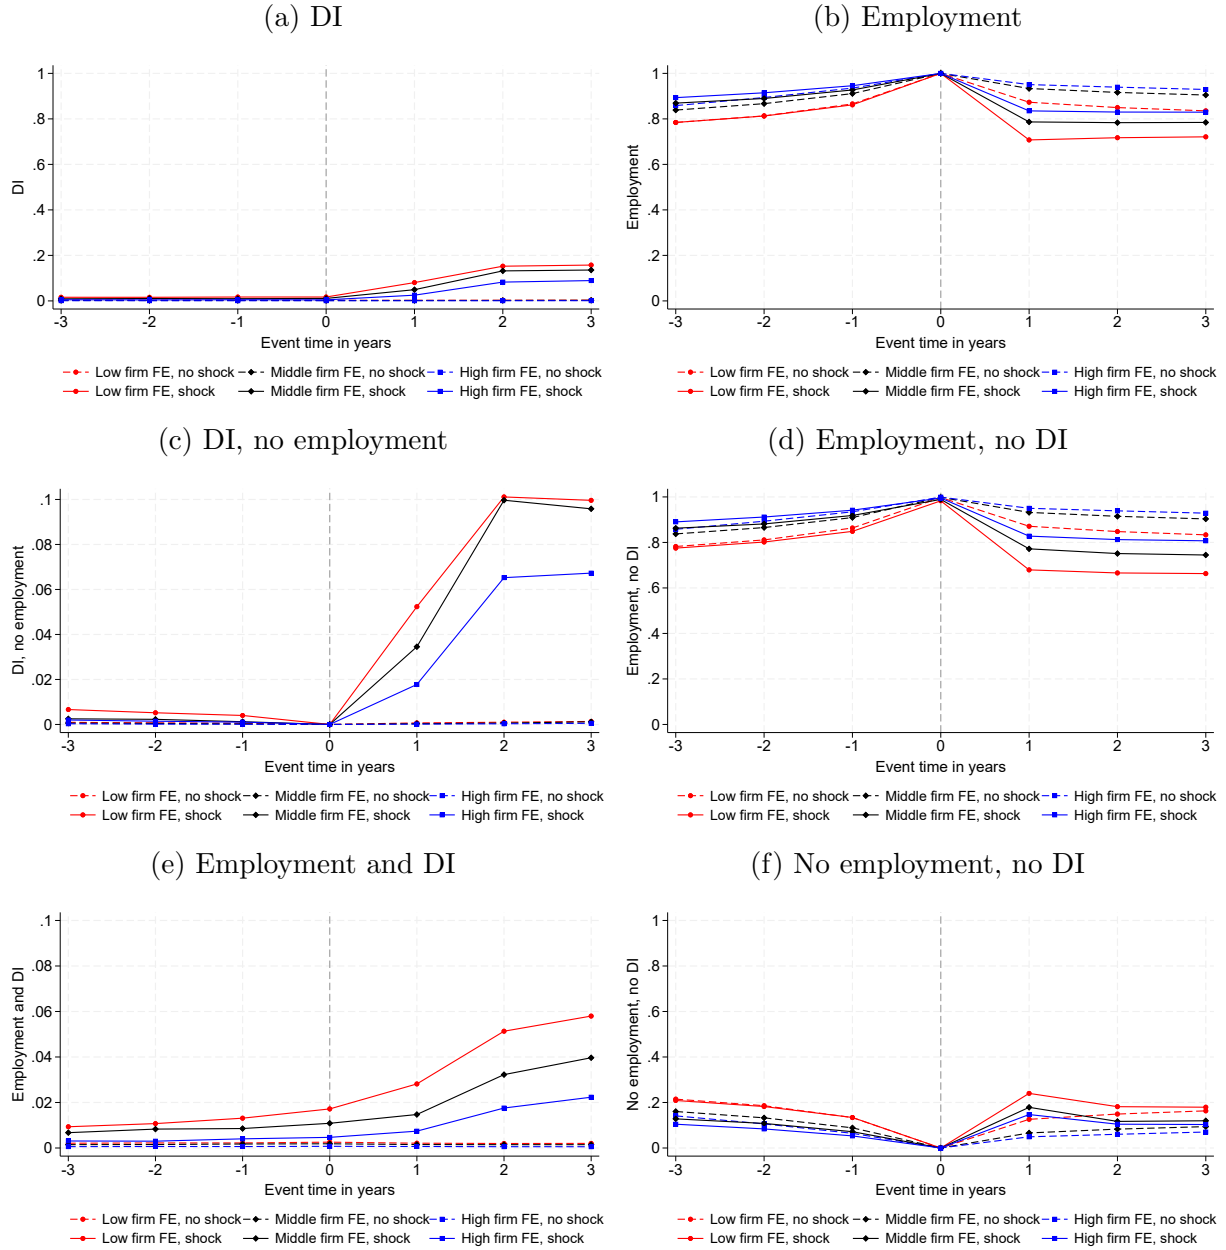 (a) DI
(b) Employment
1
.8
.6
.4
.2
0
DI
-3 -2 -1 0 1 2 3
Event time in years
Low firm FE, no shock Middle firm FE, no shock High firm FE, no shock
Low firm FE, shock Middle firm FE, shock High firm FE, shock
1
.8
.6
.4
.2
0
Employment
-3 -2 -1 0 1 2 3
Event time in years
Low firm FE, no shock Middle firm FE, no shock High firm FE, no shock
Low firm FE, shock Middle firm FE, shock High firm FE, shock
(c) DI, no employment
(d) Employment, no DI
.1
.08
.06
.04
.02
0
DI, no employment
-3 -2 -1 0 1 2 3
Event time in years
Low firm FE, no shock Middle firm FE, no shock High firm FE, no shock
Low firm FE, shock Middle firm FE, shock High firm FE, shock
1
.8
.6
.4
.2
0
Employment, no DI
-3 -2 -1 0 1 2 3
Event time in years
Low firm FE, no shock Middle firm FE, no shock High firm FE, no shock
Low firm FE, shock Middle firm FE, shock High firm FE, shock
(e) Employment and DI
(f) No employment, no DI
.1
.08
.06
.04
.02
0
Employment and DI
-3 -2 -1 0 1 2 3
Event time in years
Low firm FE, no shock Middle firm FE, no shock High firm FE, no shock
Low firm FE, shock Middle firm FE, shock High firm FE, shock
1
.8
.6
.4
.2
0
No employment, no DI
-3 -2 -1 0 1 2 3
Event time in years
Low firm FE, no shock Middle firm FE, no shock High firm FE, no shock
Low firm FE, shock Middle firm FE, shock High firm FE, shock